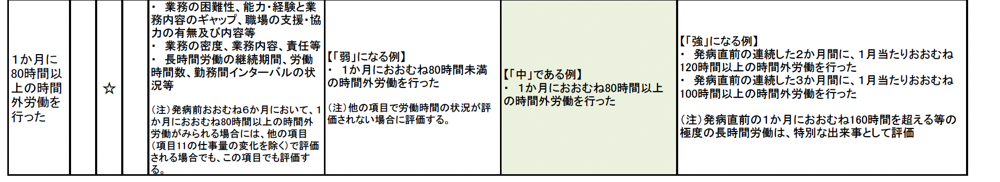 １か月に
80時間以
上の時間
外労働を
行った
☆
・　業務の困難性、能力・経験と業
務内容のギャップ、職場の支援・協
力の有無及び内容等
・　業務の密度、業務内容、責任等
・　長時間労働の継続期間、労働
時間数、勤務間インターバルの状
況等
（注）発病前おおむね６か月において、１
か月におおむね80時間以上の時間外
労働がみられる場合には、他の項目
（項目11の仕事量の変化を除く）で評価
される場合でも、この項目でも評価す
る。
【「弱」になる例】
・　１か月におおむね80時間未満
の時間外労働を行った
（注）他の項目で労働時間の状況が評
価されない場合に評価する。
【「中」である例】
・　１か月におおむね80時間以上
の時間外労働を行った
【「強」になる例】
・　発病直前の連続した２か月間に、１月当たりおおむね
120時間以上の時間外労働を行った
・　発病直前の連続した３か月間に、１月当たりおおむね
100時間以上の時間外労働を行った
（注）発病直前の１か月におおむね160時間を超える等の
極度の長時間労働は、特別な出来事として評価